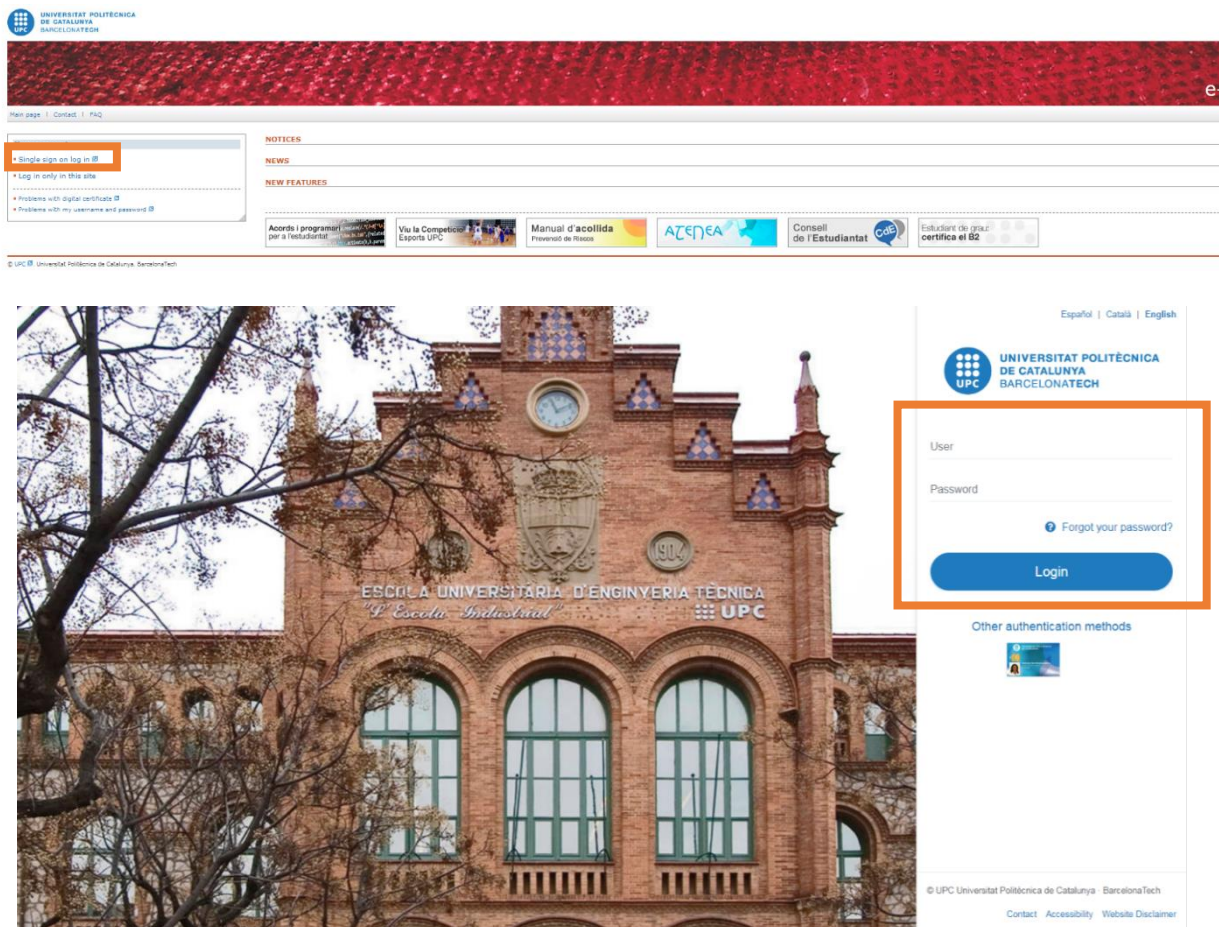 UNIVERSITAT POLITÈCNICA
DE CATALUNYA
BARCELONATECH
UPC
e-
Main page | Contact | FAQ
Single sign on log in
Log in only in this site
Problems with digital certificate
Problems with my username and password
NOTICES
NEWS
NEW FEATURES
Acords i programari
per a l'estudiantat
Viu la Competició
Esports UPC
Manual d'acollida
Prevenció de Riscos
ATENEA
Consell
de l'Estudiantat
CdE
Estudiant de grau:
certifica el B2
© UPC. Universitat Politècnica de Catalunya. BarcelonaTech
Español | Català | English
UNIVERSITAT POLITÈCNICA
DE CATALUNYA
BARCELONATECH
UPC
User
Password
Forgot your password?
Login
Other authentication methods
1904
ESCOLA UNIVERSITÀRIA D'ENGINYERIA TÈCNICA
"L'Escola Industrial"
UPC
© UPC Universitat Politècnica de Catalunya · BarcelonaTech
Contact Accessibility Website Disclaimer